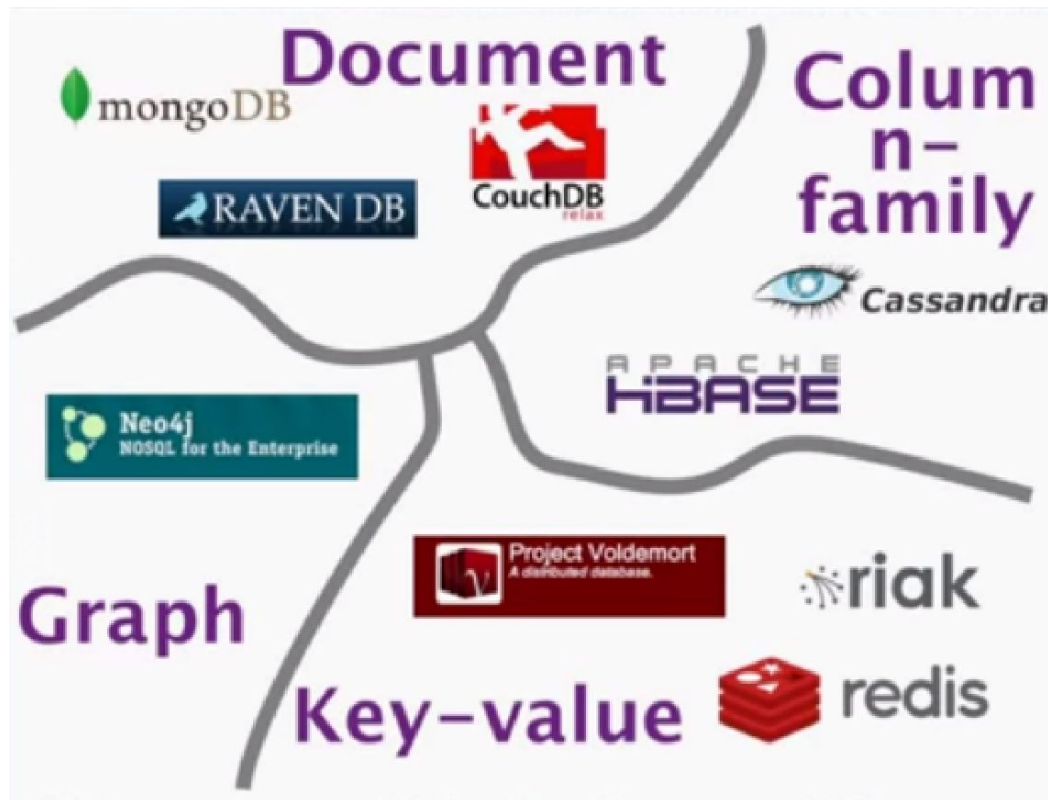 Document
mongoDB
CouchDB
relax
RAVEN DB
Colum
n-
family
Cassandra
APACHE
HBASE
Neo4j
NOSQL for the Enterprise
Graph
Project Voldemort
A distributed database.
riak
redis
Key-value